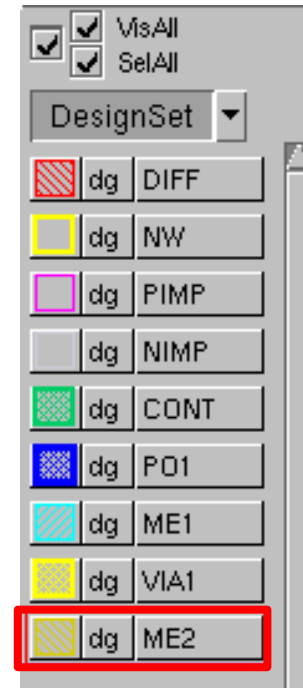 VisAll
SelAll
DesignSet
dg DIFF
dg NW
dg PIMP
dg NIMP
dg CONT
dg PO1
dg ME1
dg VIA1
dg ME2